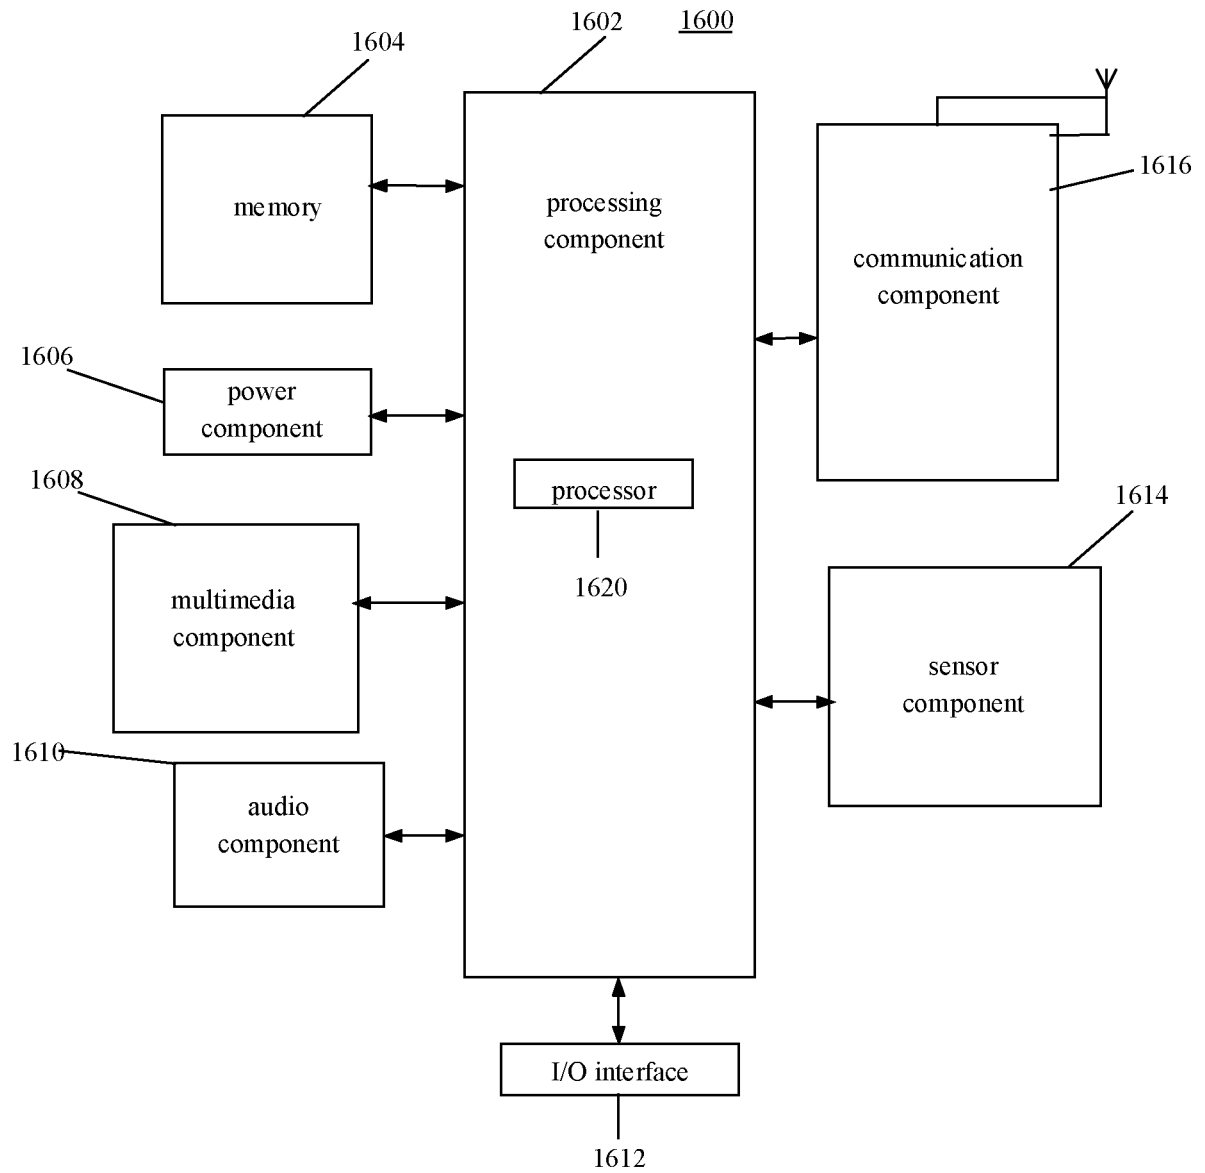 1600
1602
1604
memory
processing
component
1616
communication
component
1606
power
component
1608
processor
1614
1620
multimedia
component
sensor
component
1610
audio
component
I/O interface
1612